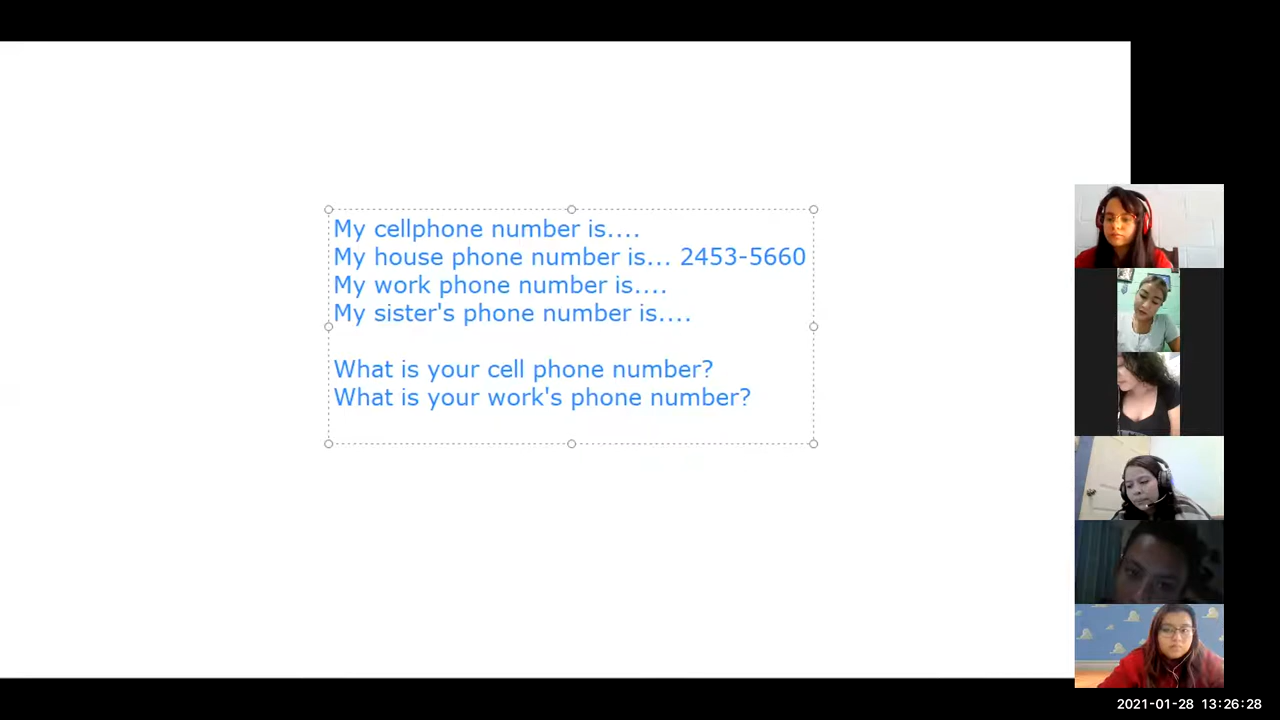 My cellphone number is....
My house phone number is... 2453-5660
My work phone number is....
My sister's phone number is....
What is your cell phone number?
What is your work's phone number?
2021-01-28 13:26:28